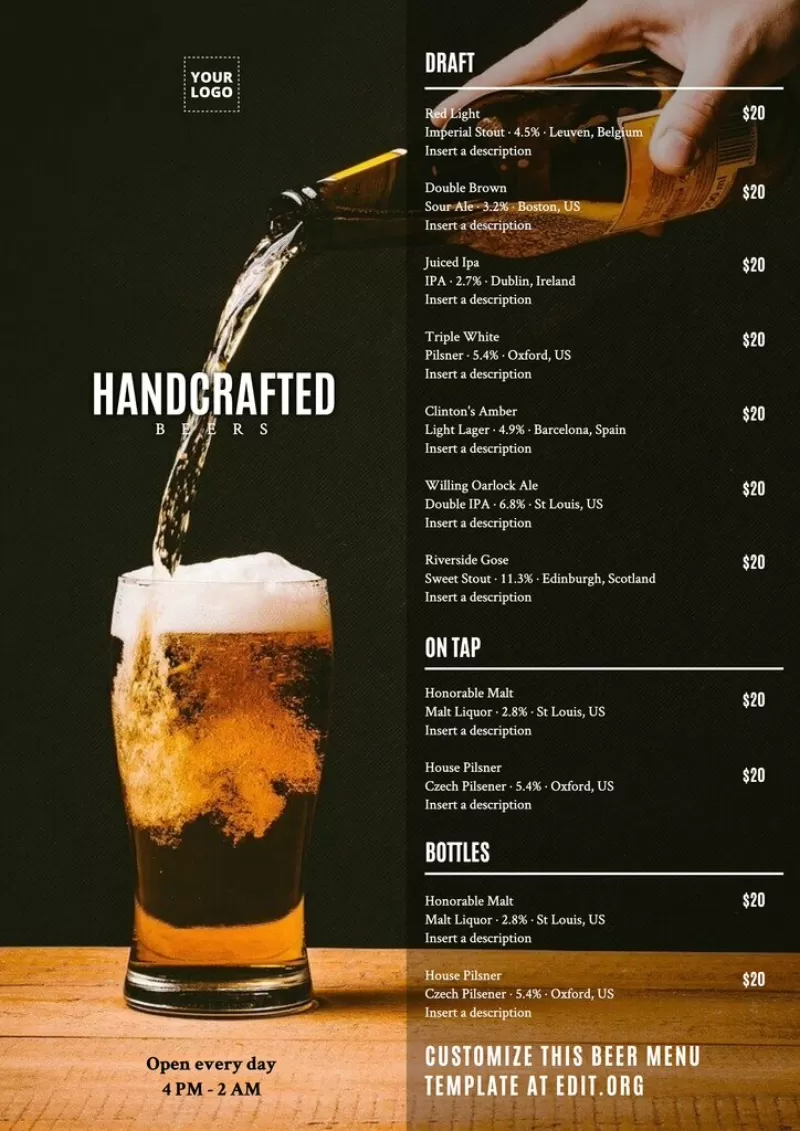 YOUR
LOGO
HANDCRAFTED
BEERS
Open every day
4 PM - 2 AM
DRAFT
Red Light $20
Imperial Stout · 4.5% · Leuven, Belgium
Insert a description
Double Brown $20
Sour Ale · 3.2% · Boston, US
Insert a description
Juiced Ipa $20
IPA · 2.7% · Dublin, Ireland
Insert a description
Triple White $20
Pilsner · 5.4% · Oxford, US
Insert a description
Clinton's Amber $20
Light Lager · 4.9% · Barcelona, Spain
Insert a description
Willing Oarlock Ale $20
Double IPA · 6.8% · St Louis, US
Insert a description
Riverside Gose $20
Sweet Stout · 11.3% · Edinburgh, Scotland
Insert a description
ON TAP
Honorable Malt $20
Malt Liquor · 2.8% · St Louis, US
Insert a description
House Pilsner $20
Czech Pilsener · 5.4% · Oxford, US
Insert a description
BOTTLES
Honorable Malt $20
Malt Liquor · 2.8% · St Louis, US
Insert a description
House Pilsner $20
Czech Pilsener · 5.4% · Oxford, US
Insert a description
CUSTOMIZE THIS BEER MENU
TEMPLATE AT EDIT.ORG